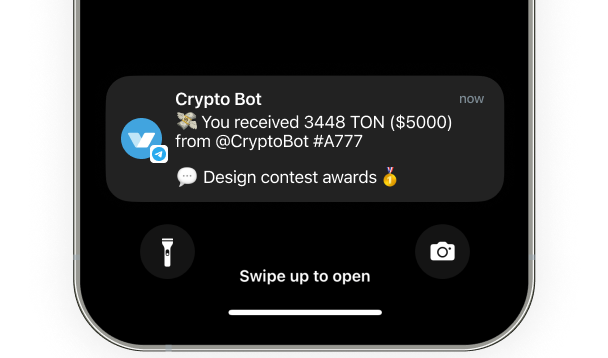 Crypto Bot
now
💸 You received 3448 TON ($5000)
from @CryptoBot #A777
💬 Design contest awards 🏅
Swipe up to open